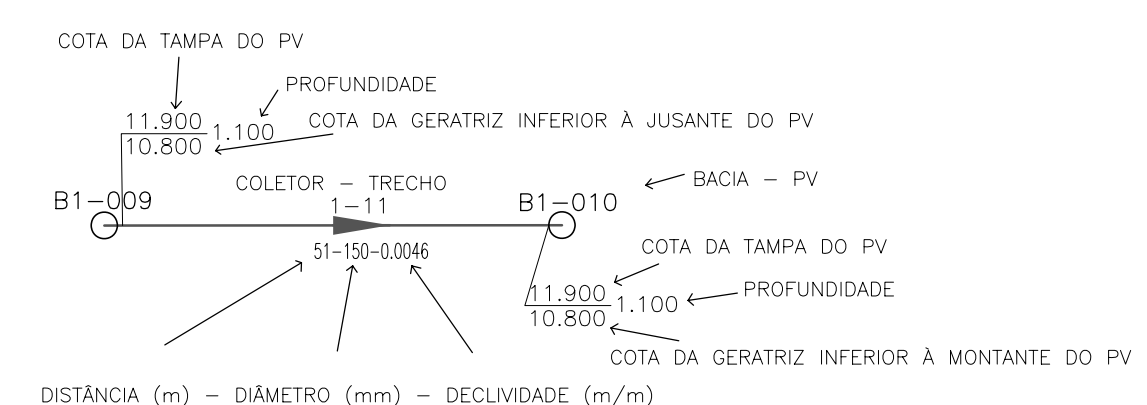 COTA DA TAMPA DO PV
PROFUNDIDADE
11.900
1.100
10.800
COTA DA GERATRIZ INFERIOR À JUSANTE DO PV
COLETOR - TRECHO
BACIA - PV
B1-009
1-11
B1-010
51-150-0.0046
COTA DA TAMPA DO PV
11.900
1.100
10.800
PROFUNDIDADE
COTA DA GERATRIZ INFERIOR À MONTANTE DO PV
DISTÂNCIA (m) - DIÂMETRO (mm) - DECLIVIDADE (m/m)